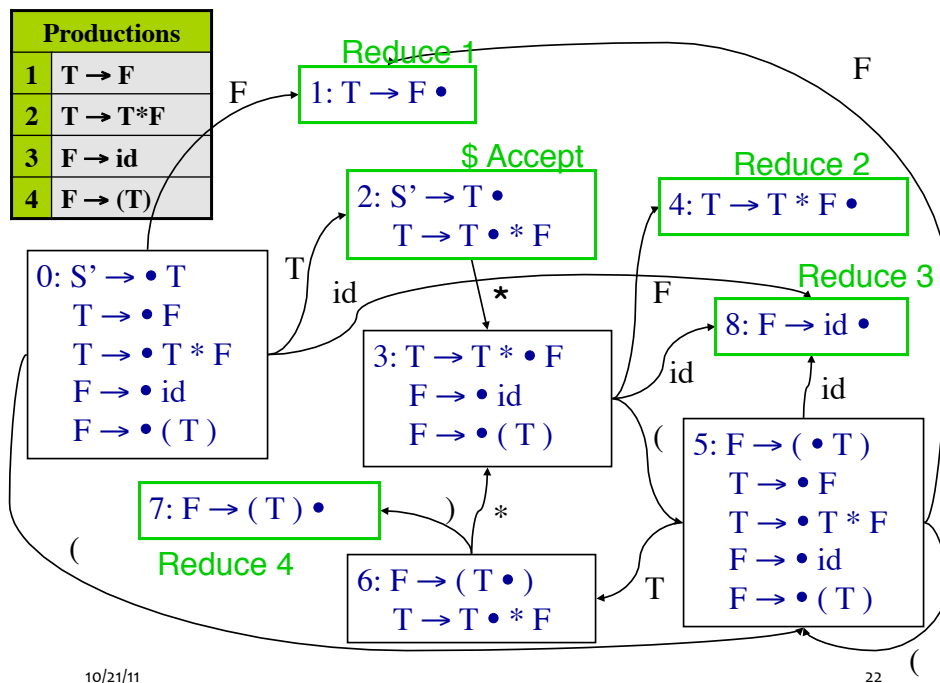 Productions
1 T → F
2 T → T*F
3 F → id
4 F → (T)
Reduce 1
1: T → F •
F
F
$ Accept
2: S’ → T •
T → T • * F
Reduce 2
4: T → T * F •
0: S’ → • T
T → • F
T → • T * F
F → • id
F → • ( T )
T
id
*
F
Reduce 3
8: F → id •
3: T → T * • F
F → • id
F → • ( T )
id
id
(
5: F → ( • T )
T → • F
T → • T * F
F → • id
F → • ( T )
7: F → ( T ) •
Reduce 4
)
*
(
6: F → ( T • )
T → T • * F
T
(
10/21/11
22